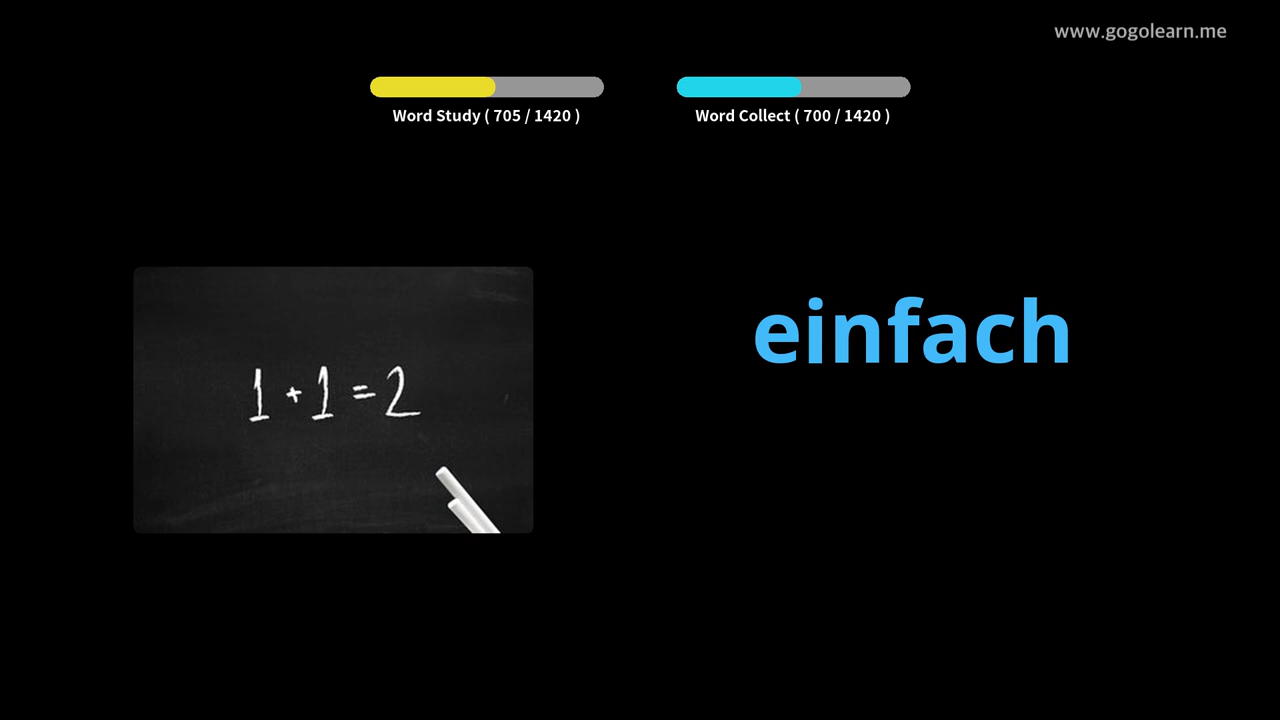 www.gogolearn.me
Word Study ( 705 / 1420 )
Word Collect ( 700 / 1420 )
einfach
1 + 1 = 2